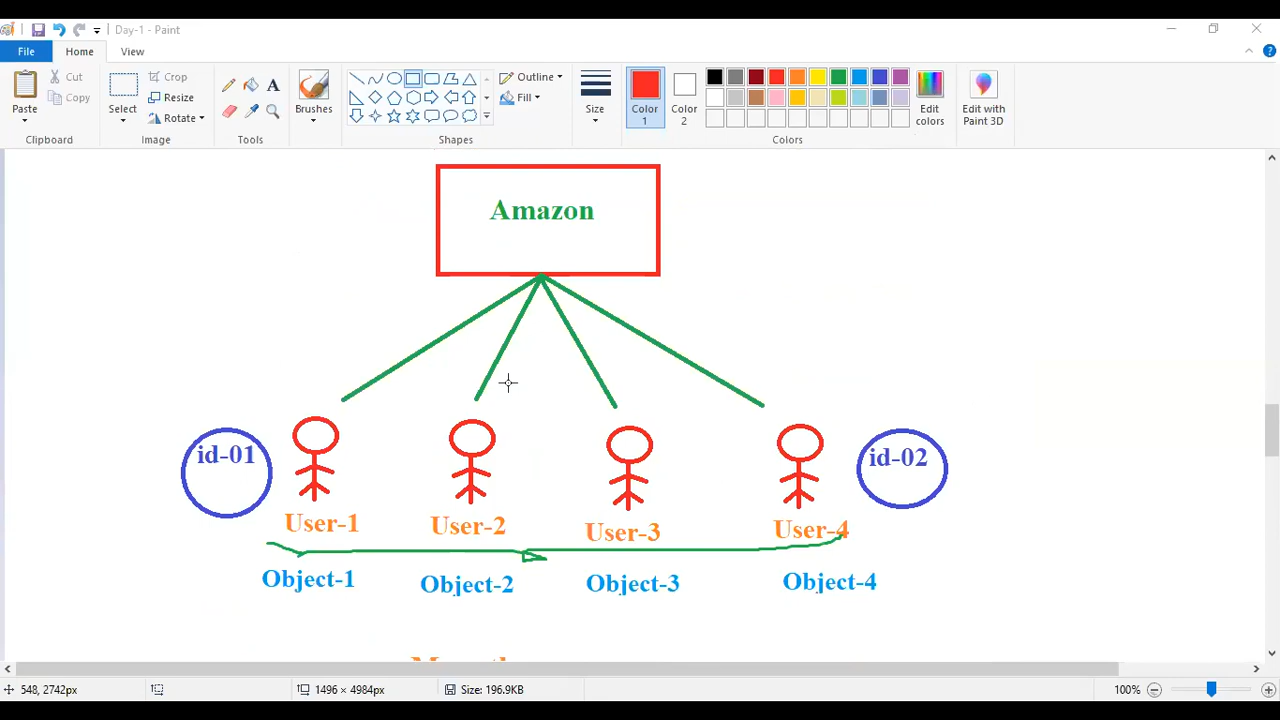 Day-1 - Paint
File
Home
View
Paste
Cut
Copy
Clipboard
Select
Crop
Resize
Rotate
Image
A
Tools
Brushes
Outline
Fill
Shapes
Size
Color
1
Color
2
Edit
colors
Colors
Edit with
Paint 3D
Amazon
id-01
id-02
User-1
User-2
User-3
User-4
Object-1
Object-2
Object-3
Object-4
548, 2742px
1496 × 4984px
Size: 196.9KB
100%